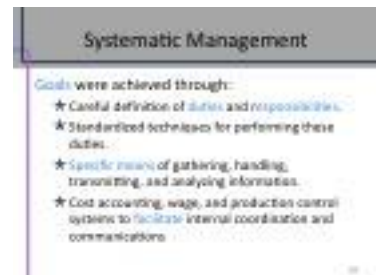 Systematic Management
Goals were achieved through:
★ Careful definition of duties and responsibilities.
★ Standardized techniques for performing these
duties.
★ Specific means of gathering, handling,
transmitting, and analyzing information.
★ Cost accounting, wage, and production control
systems to facilitate internal coordination and
communications